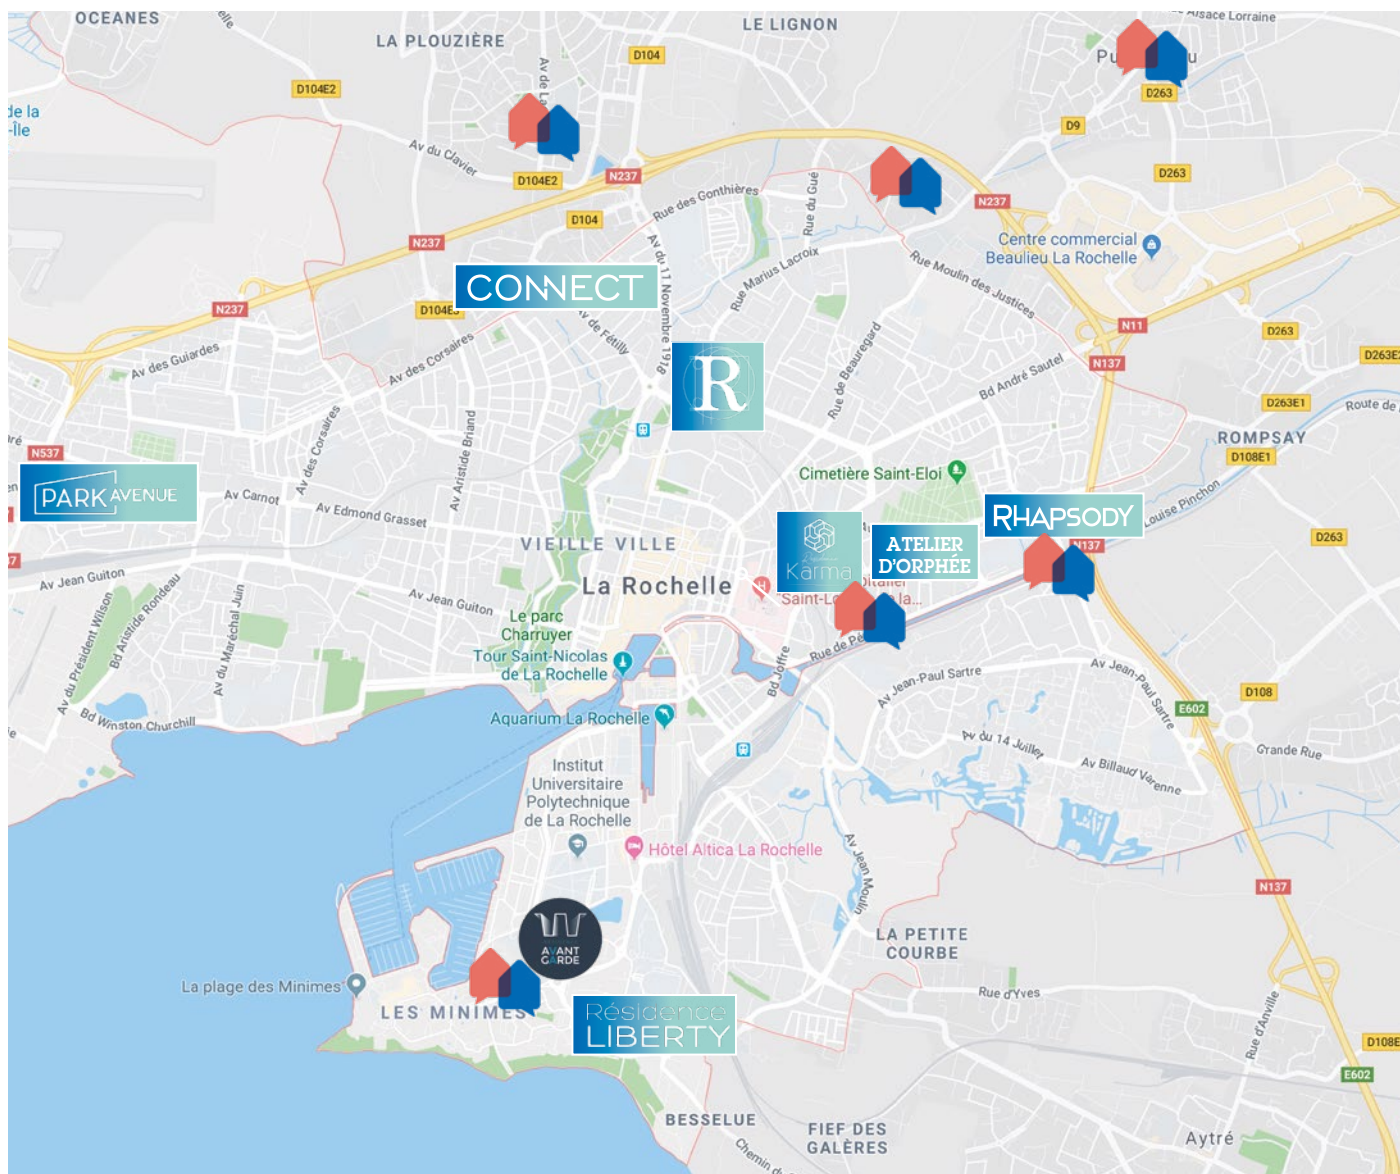 OCEANES
LA PLOUZIÈRE
LE LIGNON
Alsace Lorraine
D104
D104E2
D263
D9
Av du Clavier
D104E2
N237
D104
D263
Rue des Gonthières
Rue du Gué
N237
N237
Centre commercial
Beaulieu La Rochelle
Rue Marius Lacroix
Rue Moulin des Justices
CONNECT
Av du 11 Novembre 1918
N237
D104E3
Av de Fétilly
N11
D263
Av des Guiardes
Av des Corsaires
R
Rue de Beauregard
Bd André Sautel
N137
D263E1
Route de
ROMPSAY
D108E1
N537
Av des Corsaires
Av Aristide Briand
Cimetière Saint-Eloi
PARK AVENUE
Av Carnot
Av Edmond Grasset
Louise Pinchon
RHAPSODY
N137
D263
VIEILLE VILLE
Karma
ATELIER
D'ORPHÉE
La Rochelle
Av Jean Guiton
Av Jean Guiton
Av du Président Wilson
Bd Aristide Rondeau
Av du Maréchal Juin
Le parc
Charruyer
Tour Saint-Nicolas
de La Rochelle
Bd Joffre
Av Jean-Paul Sartre
Av Jean-Paul Sartre
D108
E602
Bd Winston Churchill
Aquarium La Rochelle
Av du 14 Juillet
Av Billaud Varenne
Grande Rue
Institut
Universitaire
Polytechnique
de La Rochelle
Hôtel Altica La Rochelle
Av Jean Moulin
N137
AVANT
GARDE
LA PETITE
COURBE
La plage des Minimes
LES MINIMES
Rue d'Yves
Rue d'Anville
Résidence
LIBERTY
E602
BESSELUE
FIEF DES
GALÈRES
Aytré